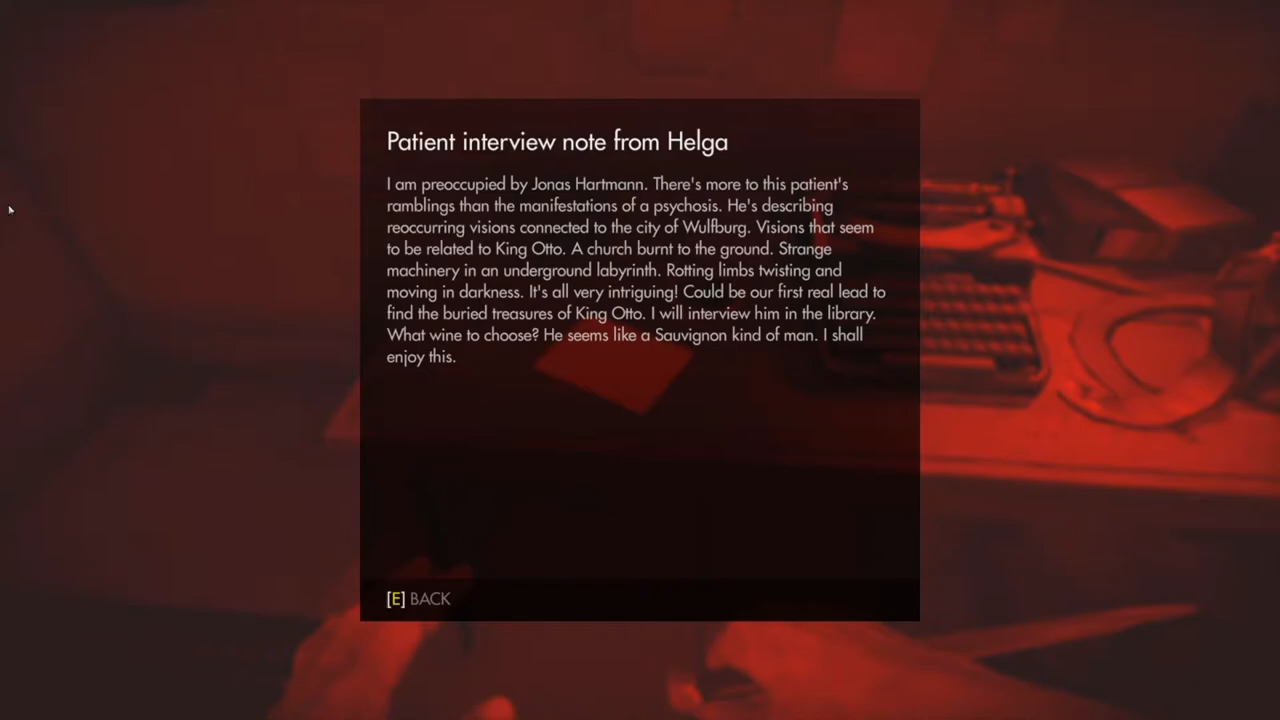 Patient interview note from Helga
I am preoccupied by Jonas Hartmann. There's more to this patient's
ramblings than the manifestations of a psychosis. He's describing
reoccurring visions connected to the city of Wulfburg. Visions that seem
to be related to King Otto. A church burnt to the ground. Strange
machinery in an underground labyrinth. Rotting limbs twisting and
moving in darkness. It's all very intriguing! Could be our first real lead to
find the buried treasures of King Otto. I will interview him in the library.
What wine to choose? He seems like a Sauvignon kind of man. I shall
enjoy this.
[E] BACK